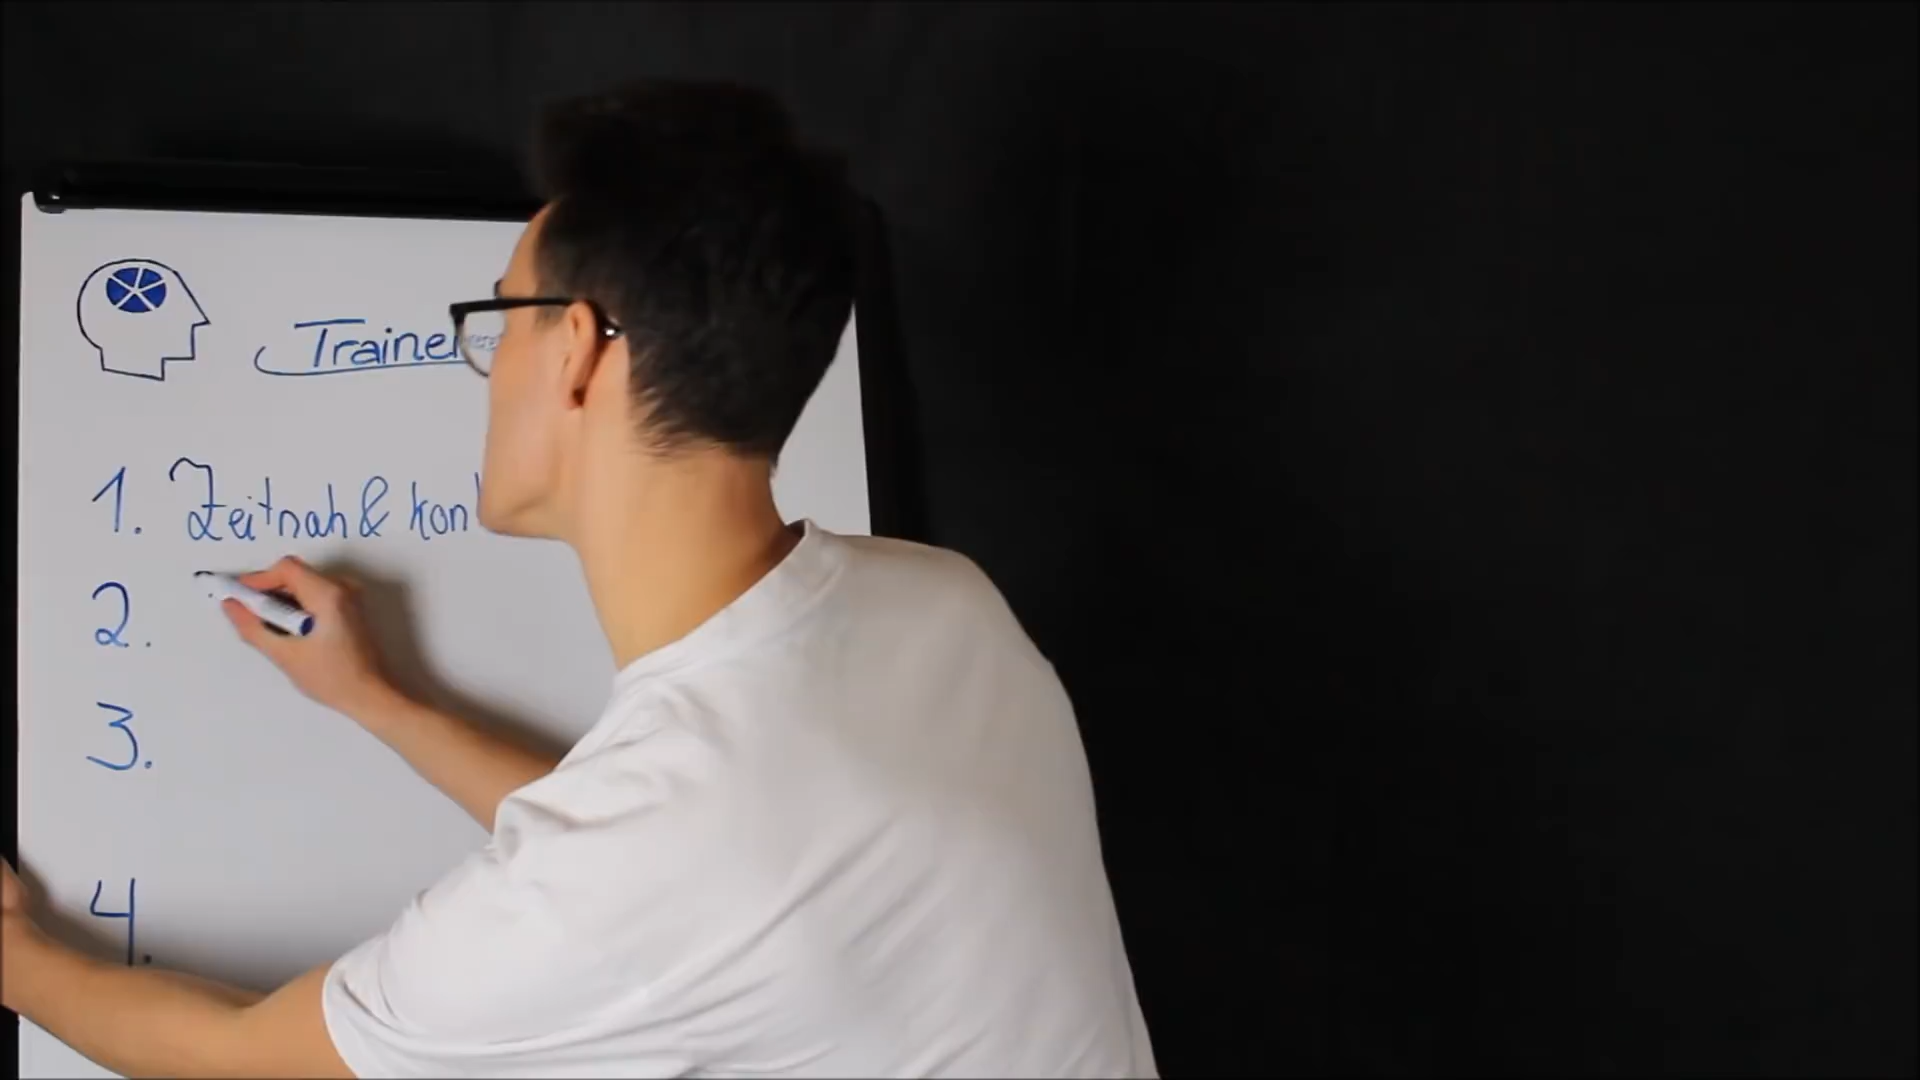 Trainer
1. Zeitnah & kon
2.
3.
4.